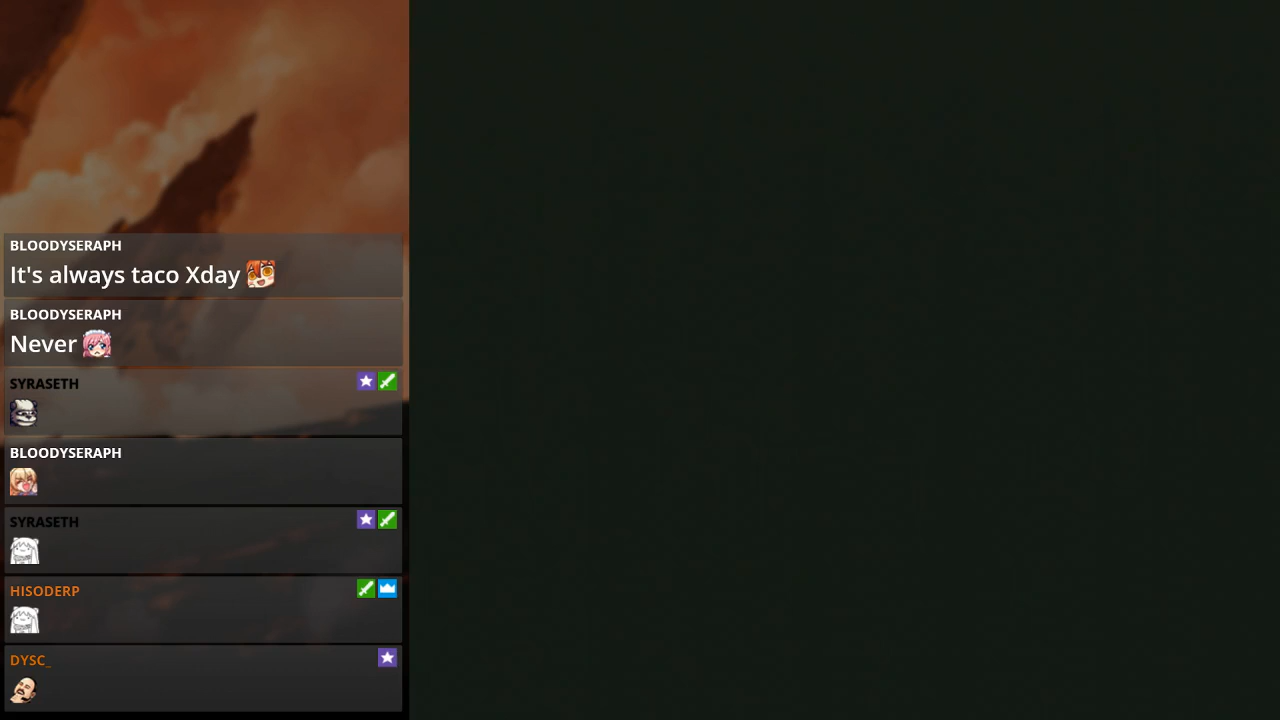 BLOODYSERAPH
It's always taco Xday
BLOODYSERAPH
Never
SYRASETH
BLOODYSERAPH
SYRASETH
HISODERP
DYSC_